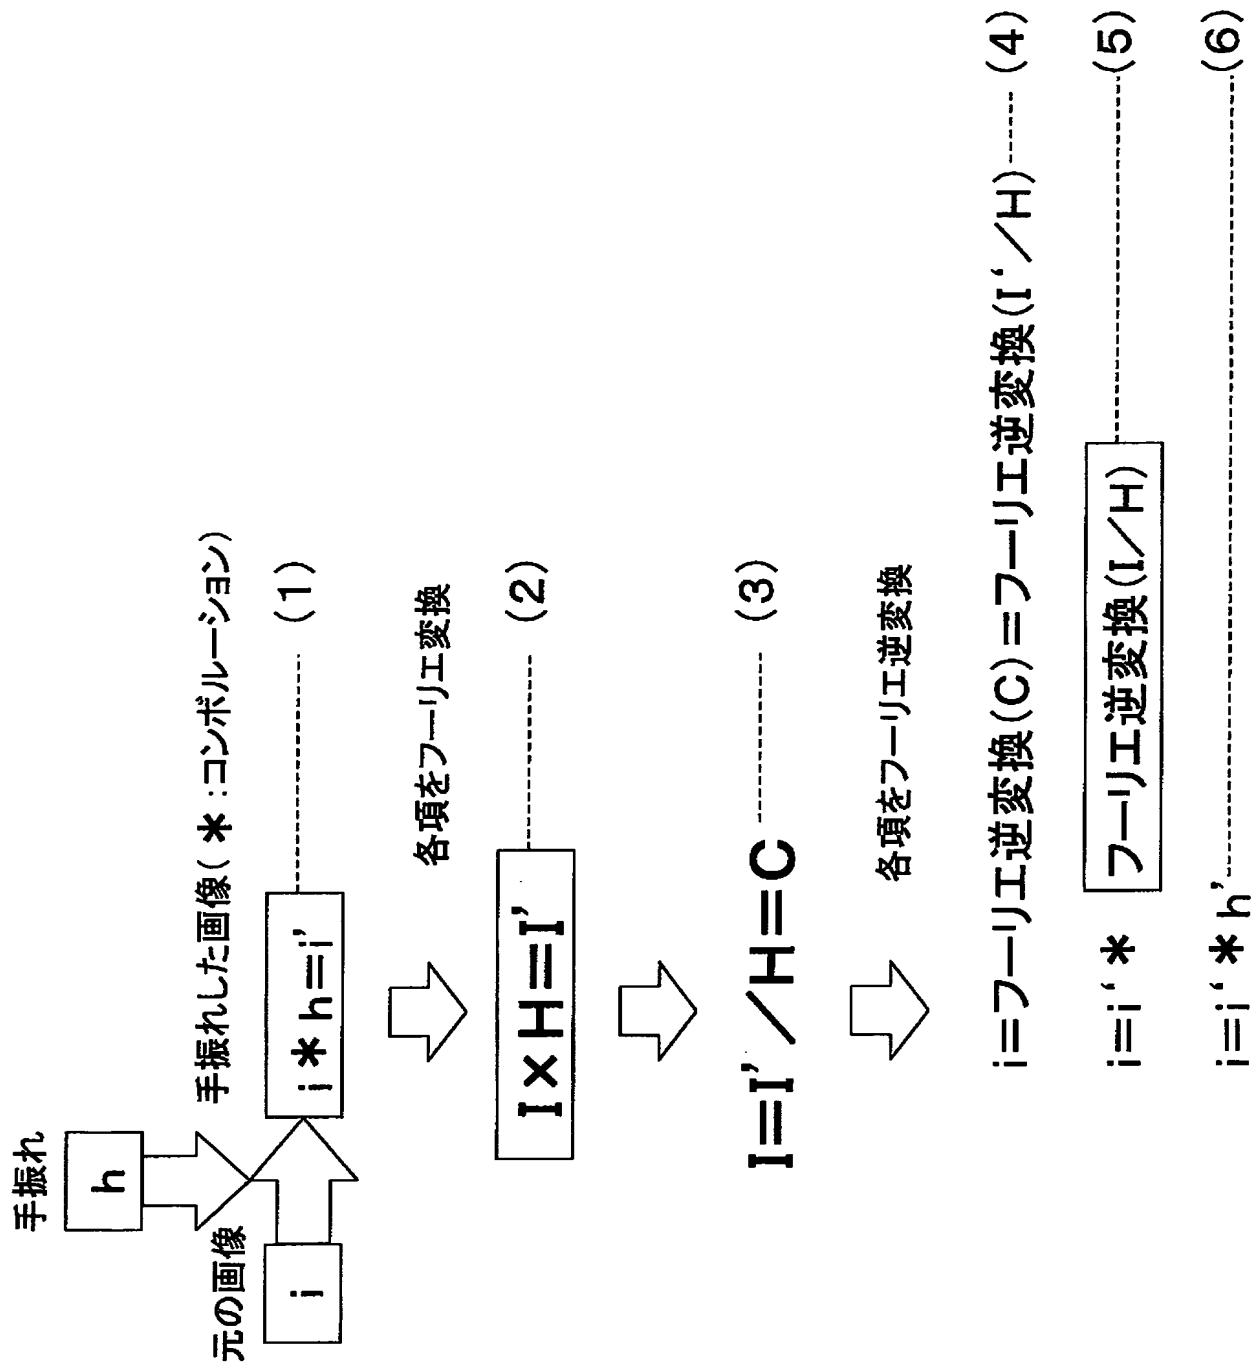 手振れ
h
元の画像
i
手振れした画像(＊:コンボルーション)
i＊h=i' (1)
各項をフーリエ変換
I×H=I' (2)
I=I'／H=C (3)
各項をフーリエ逆変換
i=フーリエ逆変換(C)=フーリエ逆変換(I‘／H) (4)
i=i‘＊ フーリエ逆変換(I／H) (5)
i=i‘＊h’ (6)